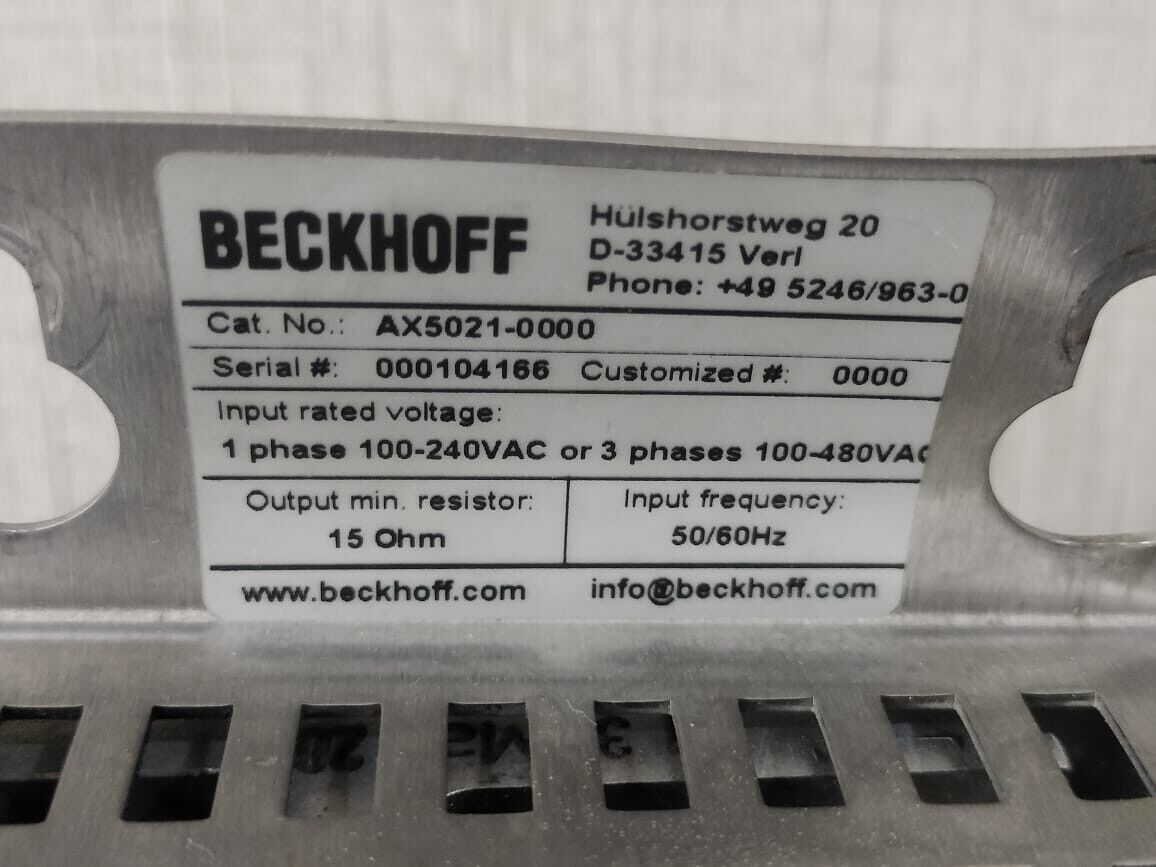 BECKHOFF
Hülshorstweg 20
D-33415 Verl
Phone: +49 5246/963-0
Cat. No.: AX5021-0000
Serial #: 000104166 Customized #: 0000
Input rated voltage:
1 phase 100-240VAC or 3 phases 100-480VAC
Output min. resistor:
15 Ohm
Input frequency:
50/60Hz
www.beckhoff.com
info@beckhoff.com